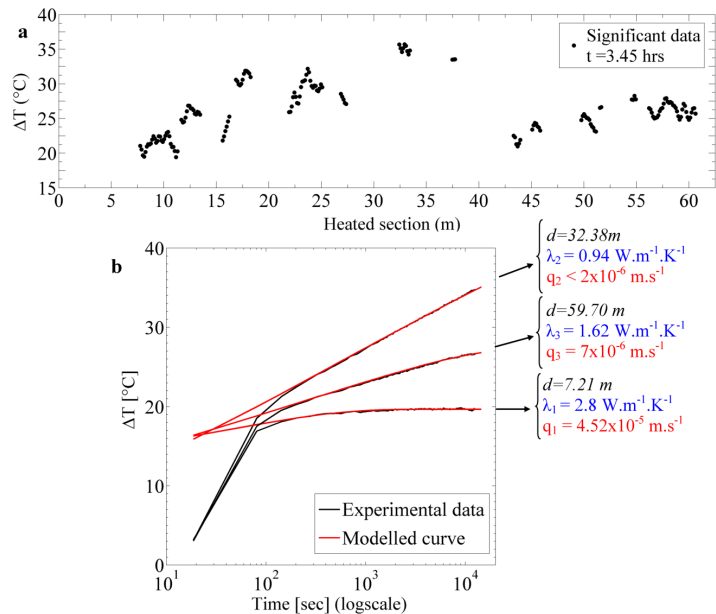 a
40
35
30
25
20
15
ΔT (°C)
Significant data
t =3.45 hrs
0 5 10 15 20 25 30 35 40 45 50 55 60
Heated section (m)
b
40
30
20
10
0
ΔT [°C]
Experimental data
Modelled curve
10¹ 10² 10³ 10⁴
Time [sec] (logscale)
d=32.38m
λ₂ = 0.94 W.m⁻¹.K⁻¹
q₂ < 2x10⁻⁶ m.s⁻¹
d=59.70 m
λ₃ = 1.62 W.m⁻¹.K⁻¹
q₃ = 7x10⁻⁶ m.s⁻¹
d=7.21 m
λ₁ = 2.8 W.m⁻¹.K⁻¹
q₁ = 4.52x10⁻⁵ m.s⁻¹